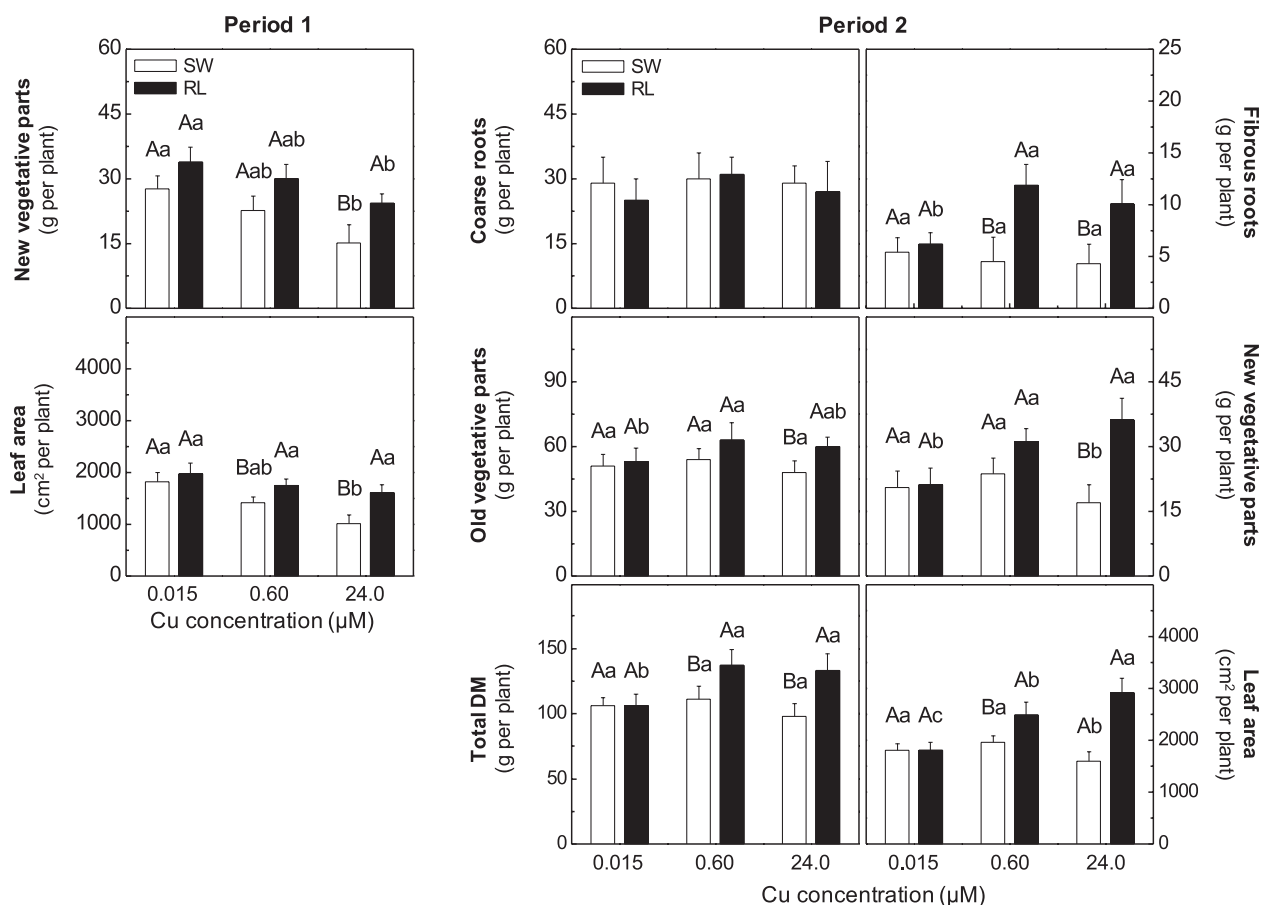 Period 1
Period 2
New vegetative parts
(g per plant)
60
45
30
15
0
SW
RL
Aa
Aa
Aab
Aab
Bb
Ab
Leaf area
(cm² per plant)
4000
3000
2000
1000
0
Aa
Aa
Bab
Aa
Bb
Aa
0.015
0.60
24.0
Cu concentration (µM)
Coarse roots
(g per plant)
60
45
30
15
0
SW
RL
Aa
Ab
Ba
Aa
Ba
Aa
25
20
15
10
5
0
Fibrous roots
(g per plant)
Old vegetative parts
(g per plant)
90
60
30
0
Aa
Ab
Aa
Aa
Ba
Aab
Aa
Ab
Aa
Aa
Bb
Aa
45
30
15
0
New vegetative parts
(g per plant)
Total DM
(g per plant)
150
100
50
0
Aa
Ab
Ba
Aa
Ba
Aa
Aa
Ac
Ba
Ab
Ab
Aa
4000
3000
2000
1000
0
Leaf area
(cm² per plant)
0.015
0.60
24.0
0.015
0.60
24.0
Cu concentration (µM)